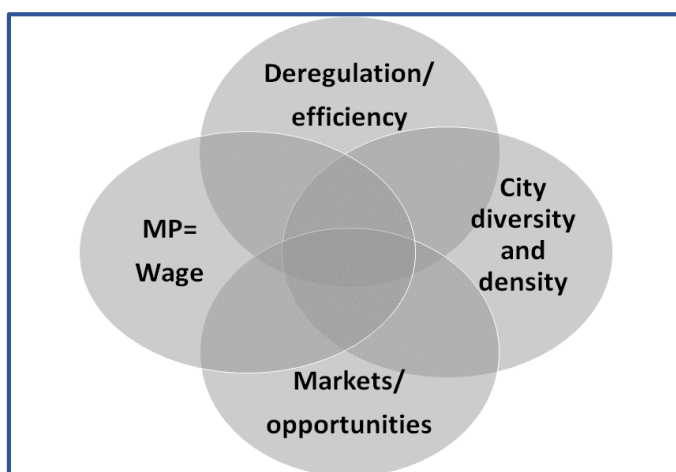 Deregulation/
efficiency
MP=
Wage
City
diversity
and
density
Markets/
opportunities